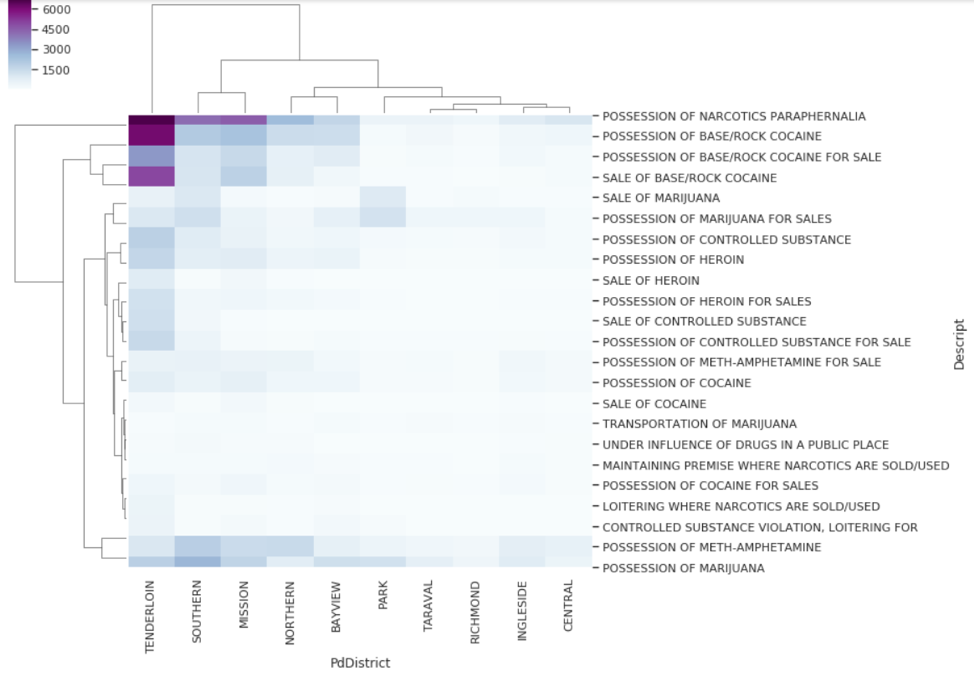 6000
4500
3000
1500
POSSESSION OF NARCOTICS PARAPHERNALIA
POSSESSION OF BASE/ROCK COCAINE
POSSESSION OF BASE/ROCK COCAINE FOR SALE
SALE OF BASE/ROCK COCAINE
SALE OF MARIJUANA
POSSESSION OF MARIJUANA FOR SALES
POSSESSION OF CONTROLLED SUBSTANCE
POSSESSION OF HEROIN
SALE OF HEROIN
POSSESSION OF HEROIN FOR SALES
SALE OF CONTROLLED SUBSTANCE
POSSESSION OF CONTROLLED SUBSTANCE FOR SALE
POSSESSION OF METH-AMPHETAMINE FOR SALE
POSSESSION OF COCAINE
SALE OF COCAINE
TRANSPORTATION OF MARIJUANA
UNDER INFLUENCE OF DRUGS IN A PUBLIC PLACE
MAINTAINING PREMISE WHERE NARCOTICS ARE SOLD/USED
POSSESSION OF COCAINE FOR SALES
LOITERING WHERE NARCOTICS ARE SOLD/USED
CONTROLLED SUBSTANCE VIOLATION, LOITERING FOR
POSSESSION OF METH-AMPHETAMINE
POSSESSION OF MARIJUANA
Descript
TENDERLOIN
SOUTHERN
MISSION
NORTHERN
BAYVIEW
PARK
TARAVAL
RICHMOND
INGLESIDE
CENTRAL
PdDistrict